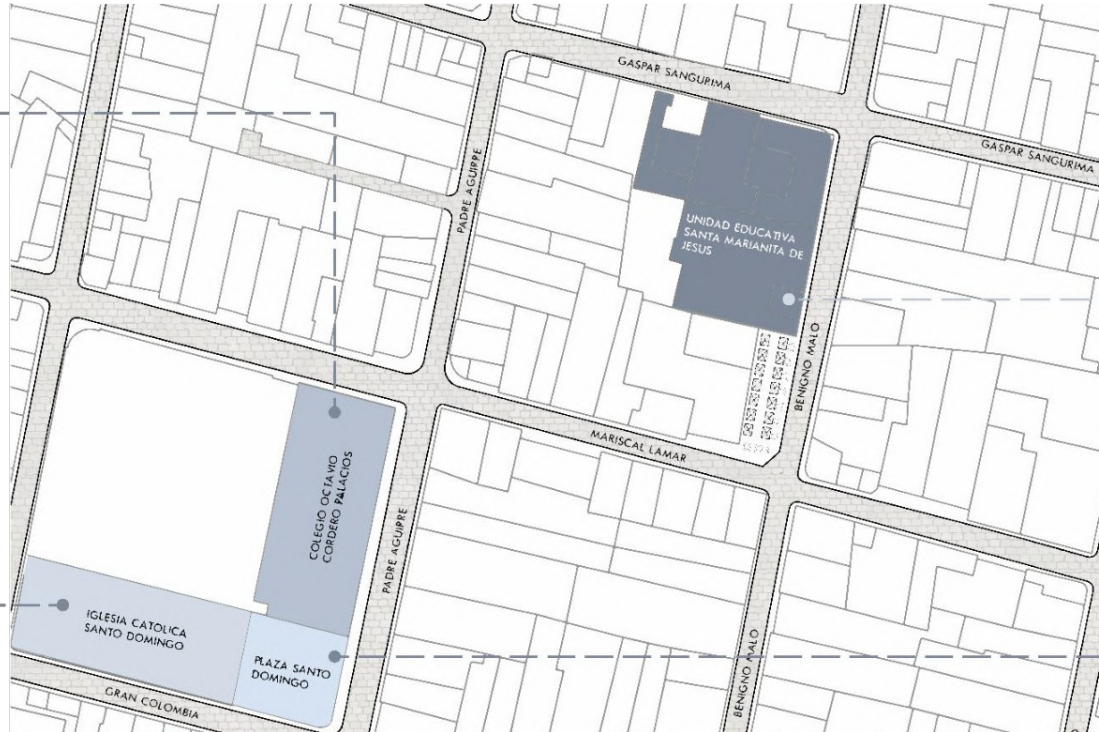 GASPAR SANGURIMA
GASPAR SANGURIMA
PADRE AGUIRRE
UNIDAD EDUCATIVA
SANTA MARIANITA DE
JESUS
BENIGNO MALO
MARISCAL LAMAR
COLEGIO OCTAVIO
CORDERO PALACIOS
PADRE AGUIRRE
IGLESIA CATOLICA
SANTO DOMINGO
PLAZA SANTO
DOMINGO
BENIGNO MALO
GRAN COLOMBIA